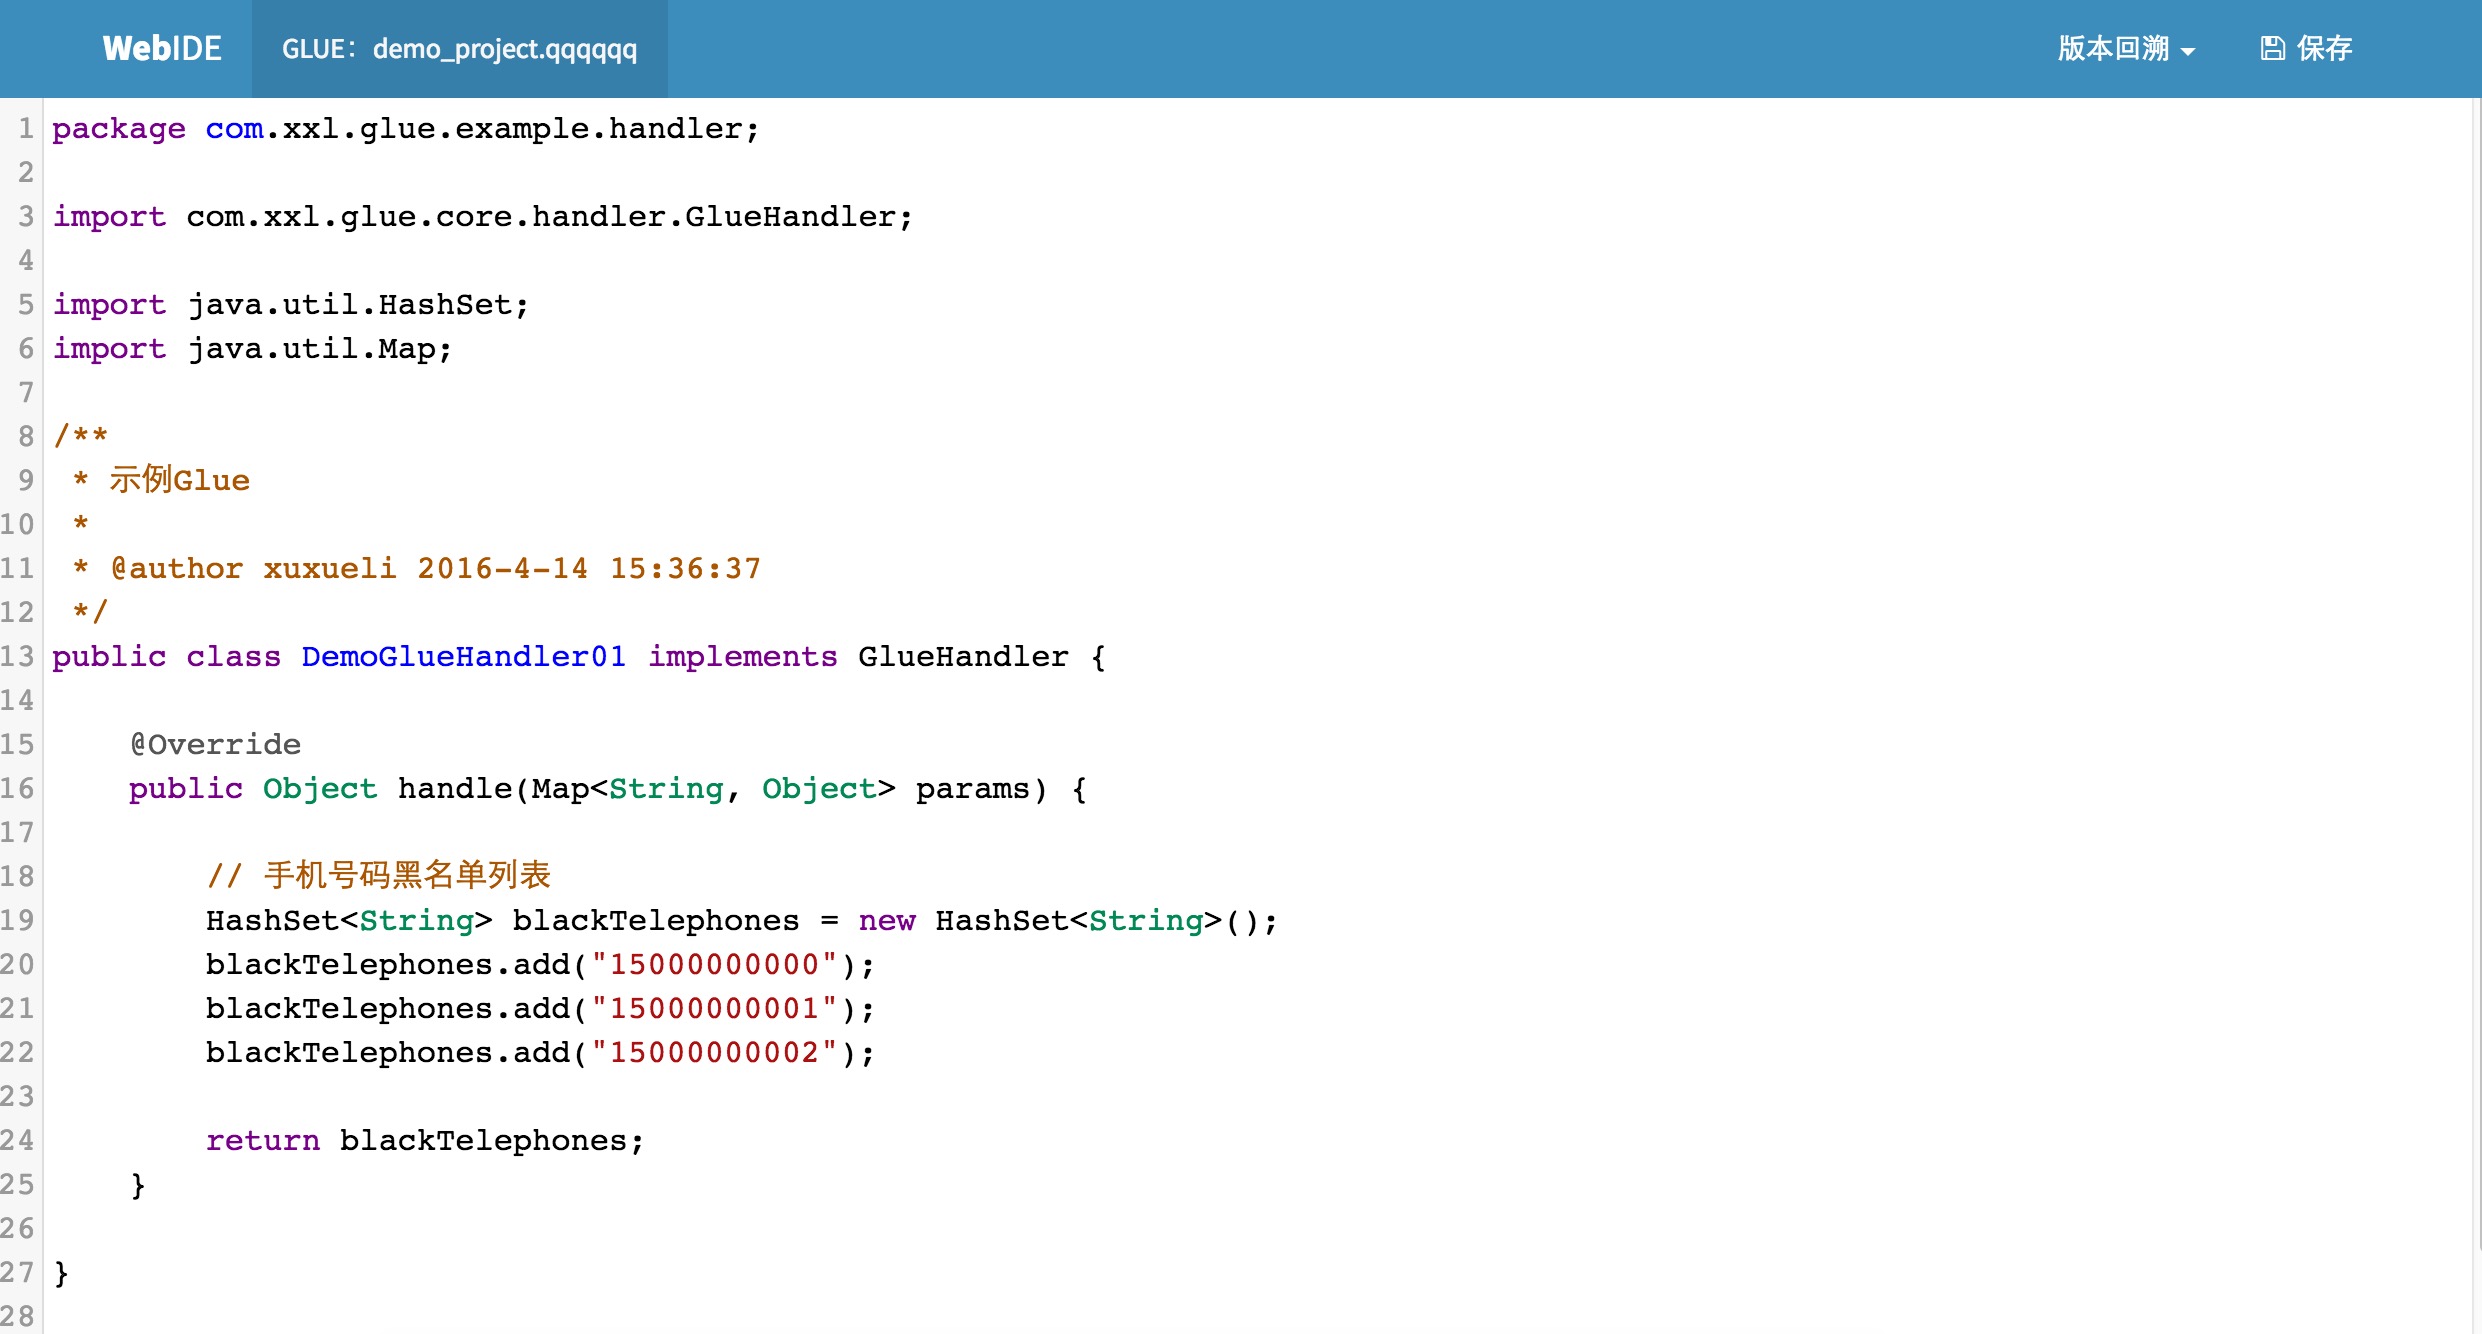 WebIDE GLUE：demo_project.qqqqqq 版本回溯 保存
1 package com.xxl.glue.example.handler;
2
3 import com.xxl.glue.core.handler.GlueHandler;
4
5 import java.util.HashSet;
6 import java.util.Map;
7
8 /**
9  * 示例Glue
10  *
11  * @author xuxueli 2016-4-14 15:36:37
12  */
13 public class DemoGlueHandler01 implements GlueHandler {
14
15     @Override
16     public Object handle(Map<String, Object> params) {
17
18         // 手机号码黑名单列表
19         HashSet<String> blackTelephones = new HashSet<String>();
20         blackTelephones.add("15000000000");
21         blackTelephones.add("15000000001");
22         blackTelephones.add("15000000002");
23
24         return blackTelephones;
25     }
26
27 }
28